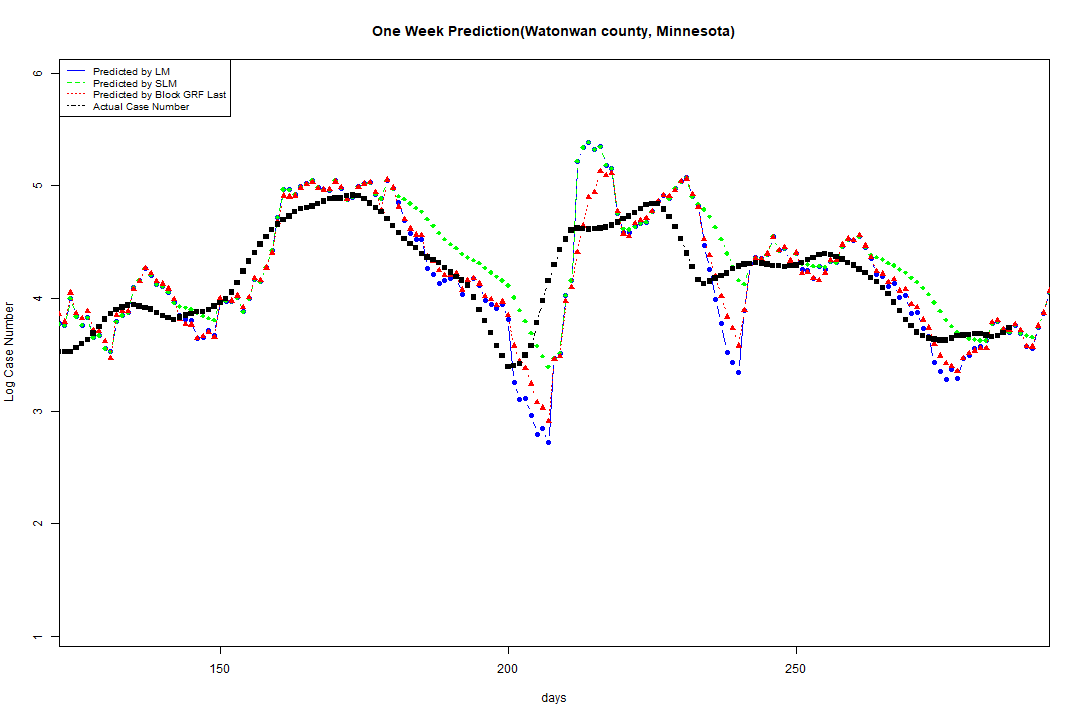 One Week Prediction(Watonwan county, Minnesota)
6
Predicted by LM
Predicted by SLM
Predicted by Block GRF Last
Actual Case Number
5
4
3
2
1
Log Case Number
150
200
250
days